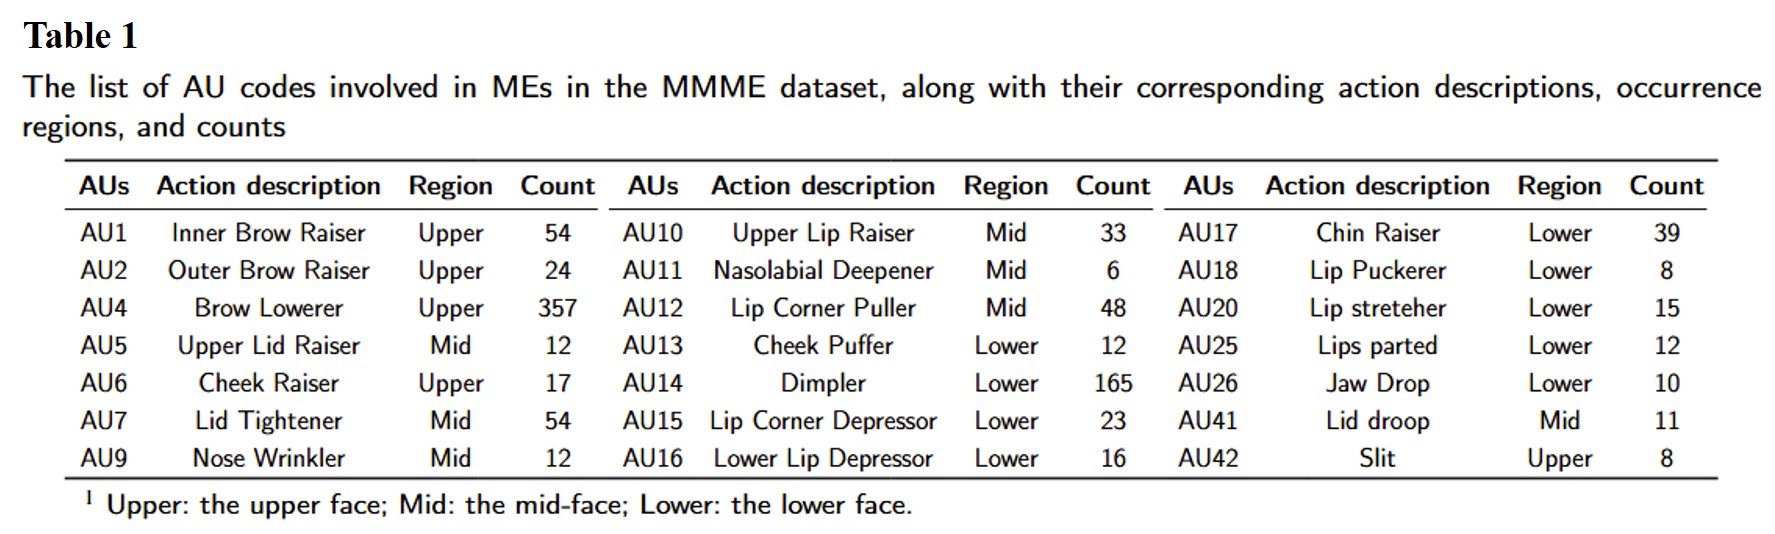 Table 1
The list of AU codes involved in MEs in the MMME dataset, along with their corresponding action descriptions, occurrence
regions, and counts
AUs Action description Region Count AUs Action description Region Count AUs Action description Region Count
AU1 Inner Brow Raiser Upper 54 AU10 Upper Lip Raiser Mid 33 AU17 Chin Raiser Lower 39
AU2 Outer Brow Raiser Upper 24 AU11 Nasolabial Deepener Mid 6 AU18 Lip Puckerer Lower 8
AU4 Brow Lowerer Upper 357 AU12 Lip Corner Puller Mid 48 AU20 Lip streteher Lower 15
AU5 Upper Lid Raiser Mid 12 AU13 Cheek Puffer Lower 12 AU25 Lips parted Lower 12
AU6 Cheek Raiser Upper 17 AU14 Dimpler Lower 165 AU26 Jaw Drop Lower 10
AU7 Lid Tightener Mid 54 AU15 Lip Corner Depressor Lower 23 AU41 Lid droop Mid 11
AU9 Nose Wrinkler Mid 12 AU16 Lower Lip Depressor Lower 16 AU42 Slit Upper 8
1 Upper: the upper face; Mid: the mid-face; Lower: the lower face.